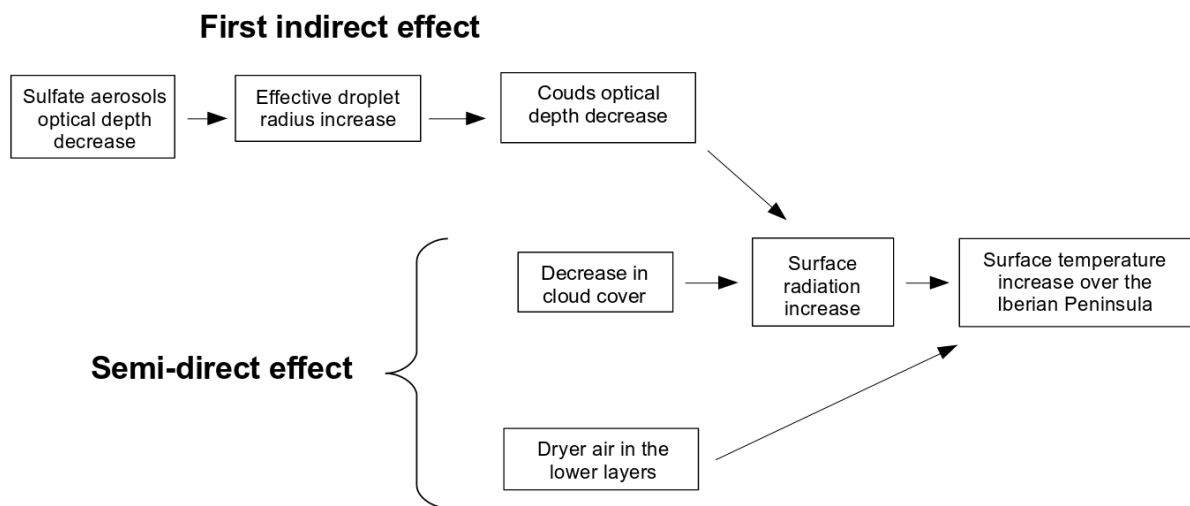 First indirect effect
Sulfate aerosols
optical depth
decrease
Effective droplet
radius increase
Couds optical
depth decrease
Decrease in
cloud cover
Surface
radiation
increase
Surface temperature
increase over the
Iberian Peninsula
Semi-direct effect
Dryer air in the
lower layers